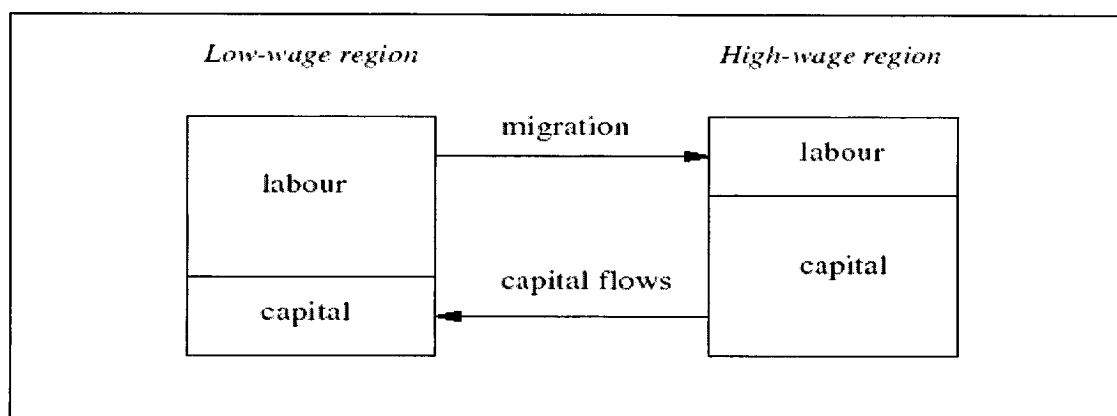 Low-wage region
High-wage region
migration
labour
labour
capital
capital flows
capital